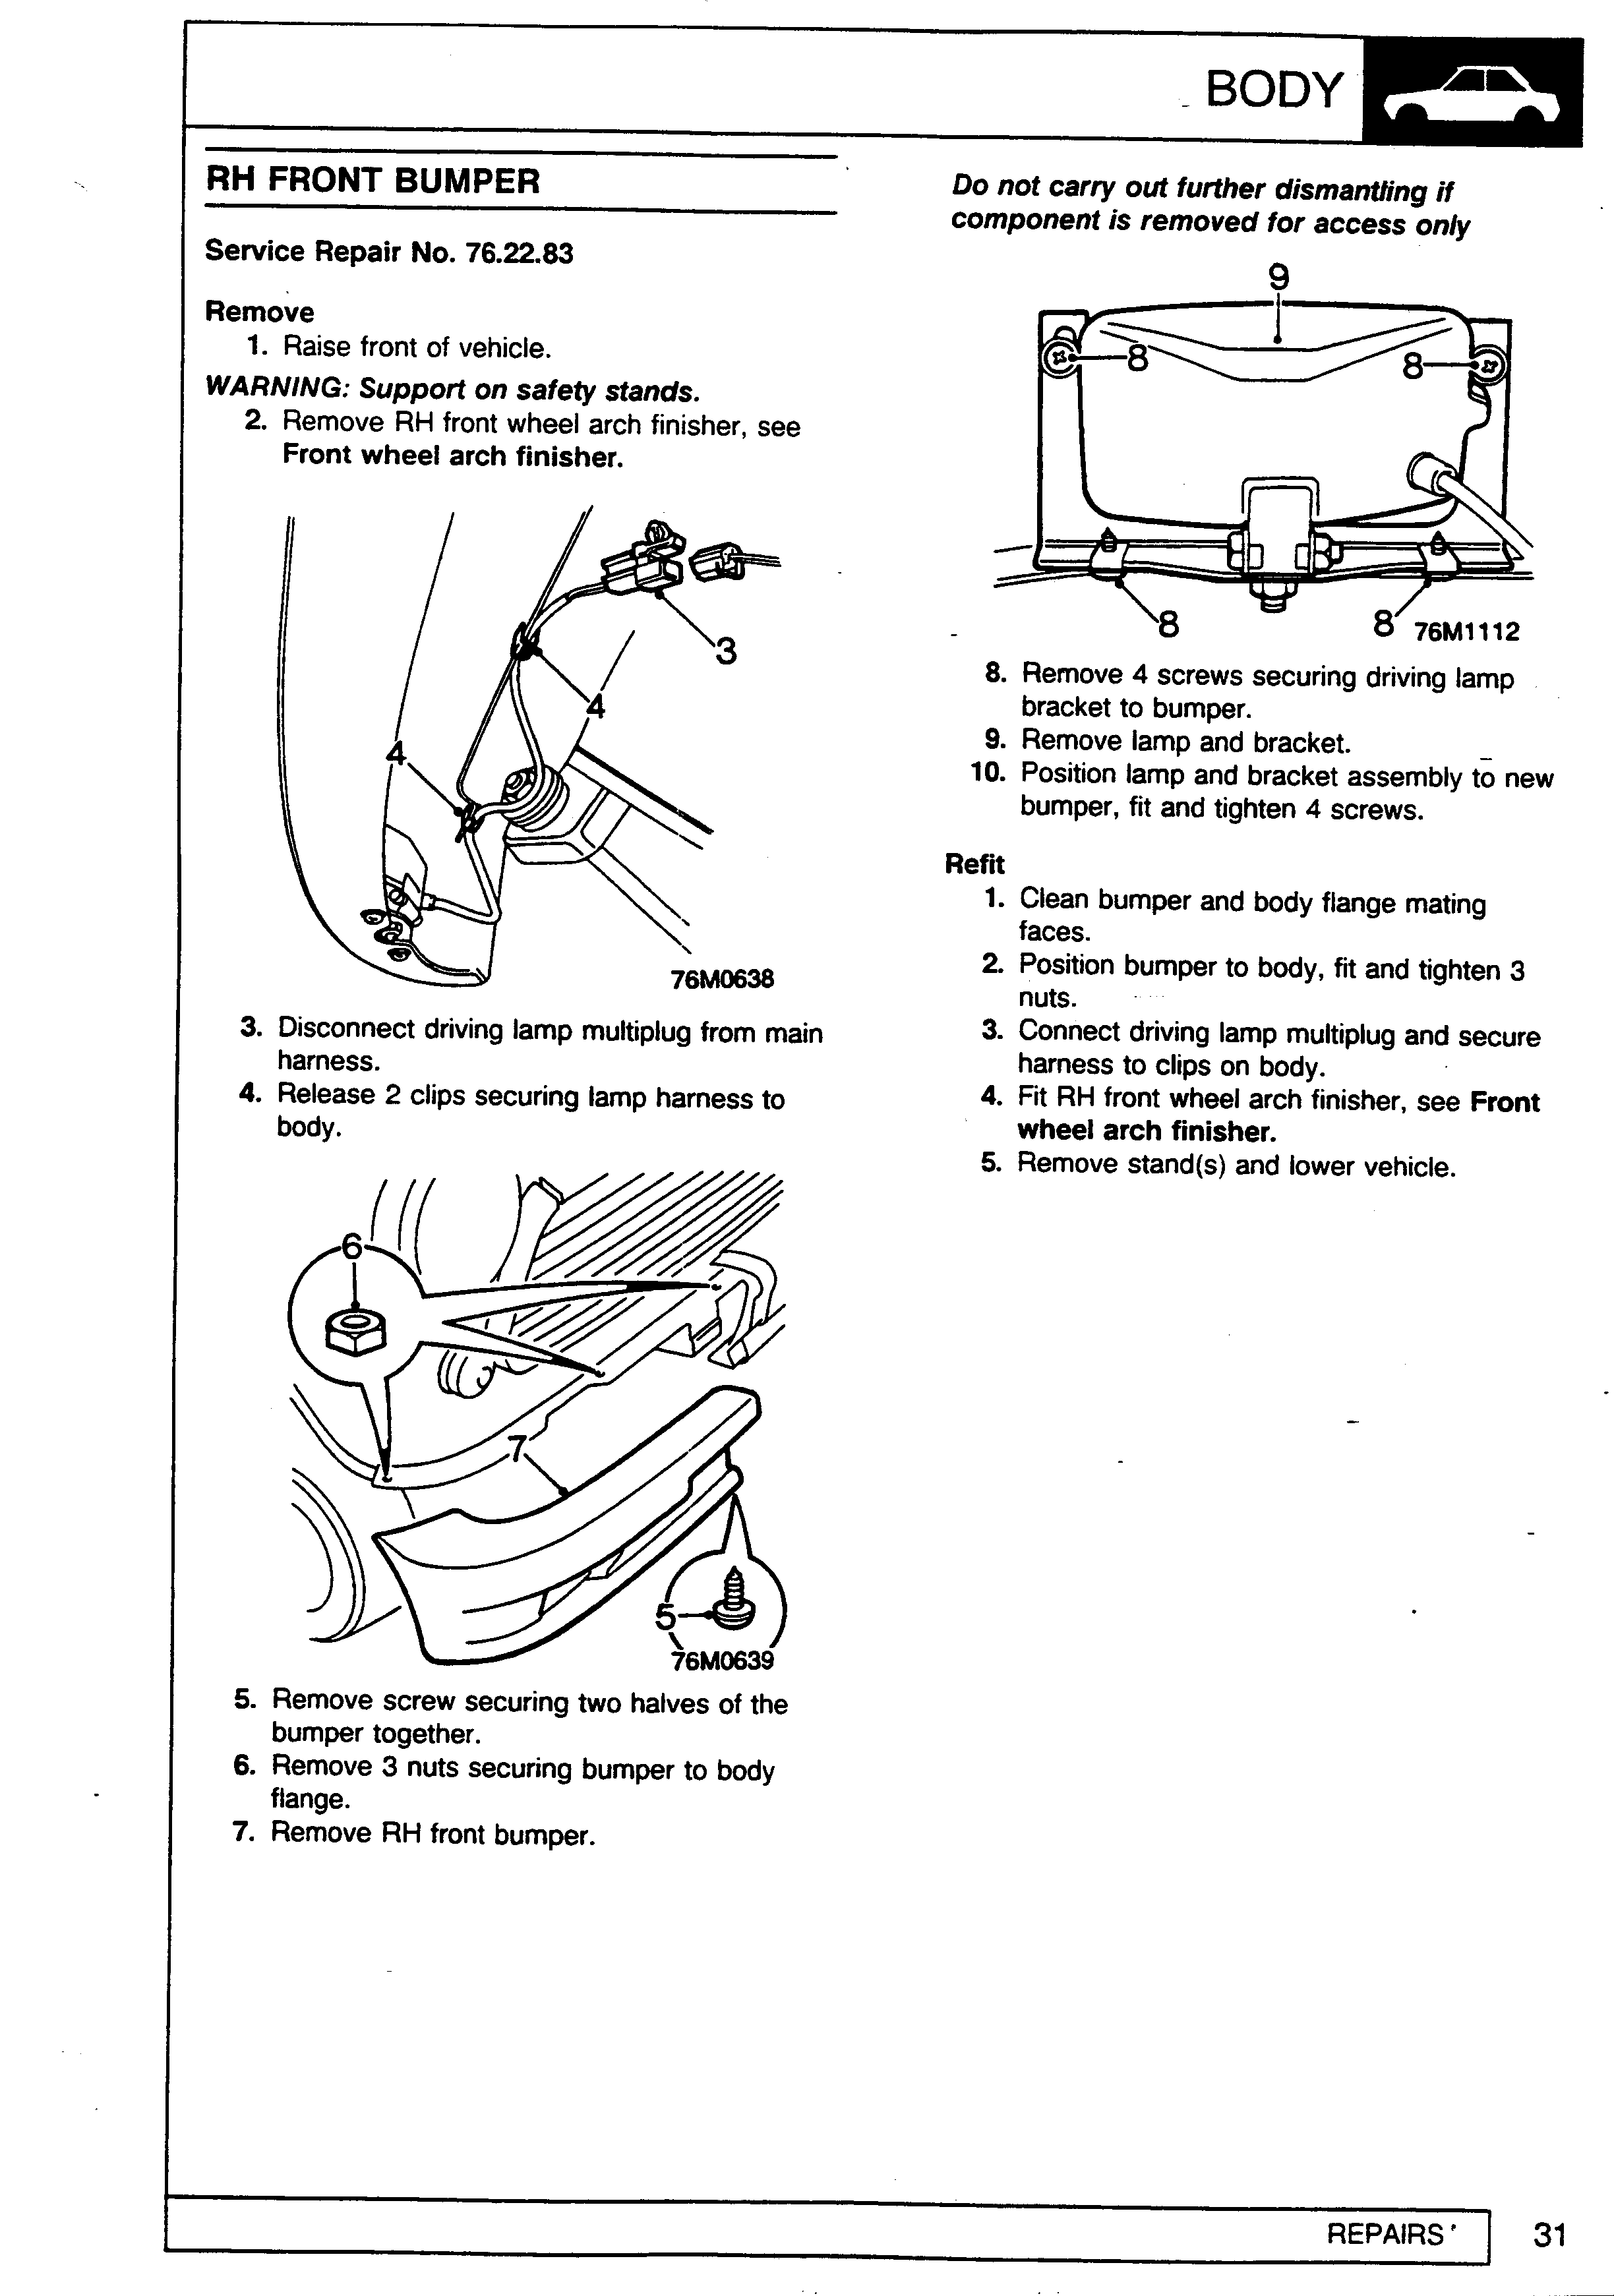 BODY
RH FRONT BUMPER
Service Repair No. 76.22.83
Remove
1. Raise front of vehicle.
WARNING: Support on safety stands.
2. Remove RH front wheel arch finisher, see
Front wheel arch finisher.
3
4
4
76M0638
3. Disconnect driving lamp multiplug from main
harness.
4. Release 2 clips securing lamp harness to
body.
6
7
5
76M0639
5. Remove screw securing two halves of the
bumper together.
6. Remove 3 nuts securing bumper to body
flange.
7. Remove RH front bumper.
Do not carry out further dismantling if
component is removed for access only
9
8
8
8
8
76M1112
8. Remove 4 screws securing driving lamp
bracket to bumper.
9. Remove lamp and bracket.
10. Position lamp and bracket assembly to new
bumper, fit and tighten 4 screws.
Refit
1. Clean bumper and body flange mating
faces.
2. Position bumper to body, fit and tighten 3
nuts.
3. Connect driving lamp multiplug and secure
harness to clips on body.
4. Fit RH front wheel arch finisher, see Front
wheel arch finisher.
5. Remove stand(s) and lower vehicle.
REPAIRS
31